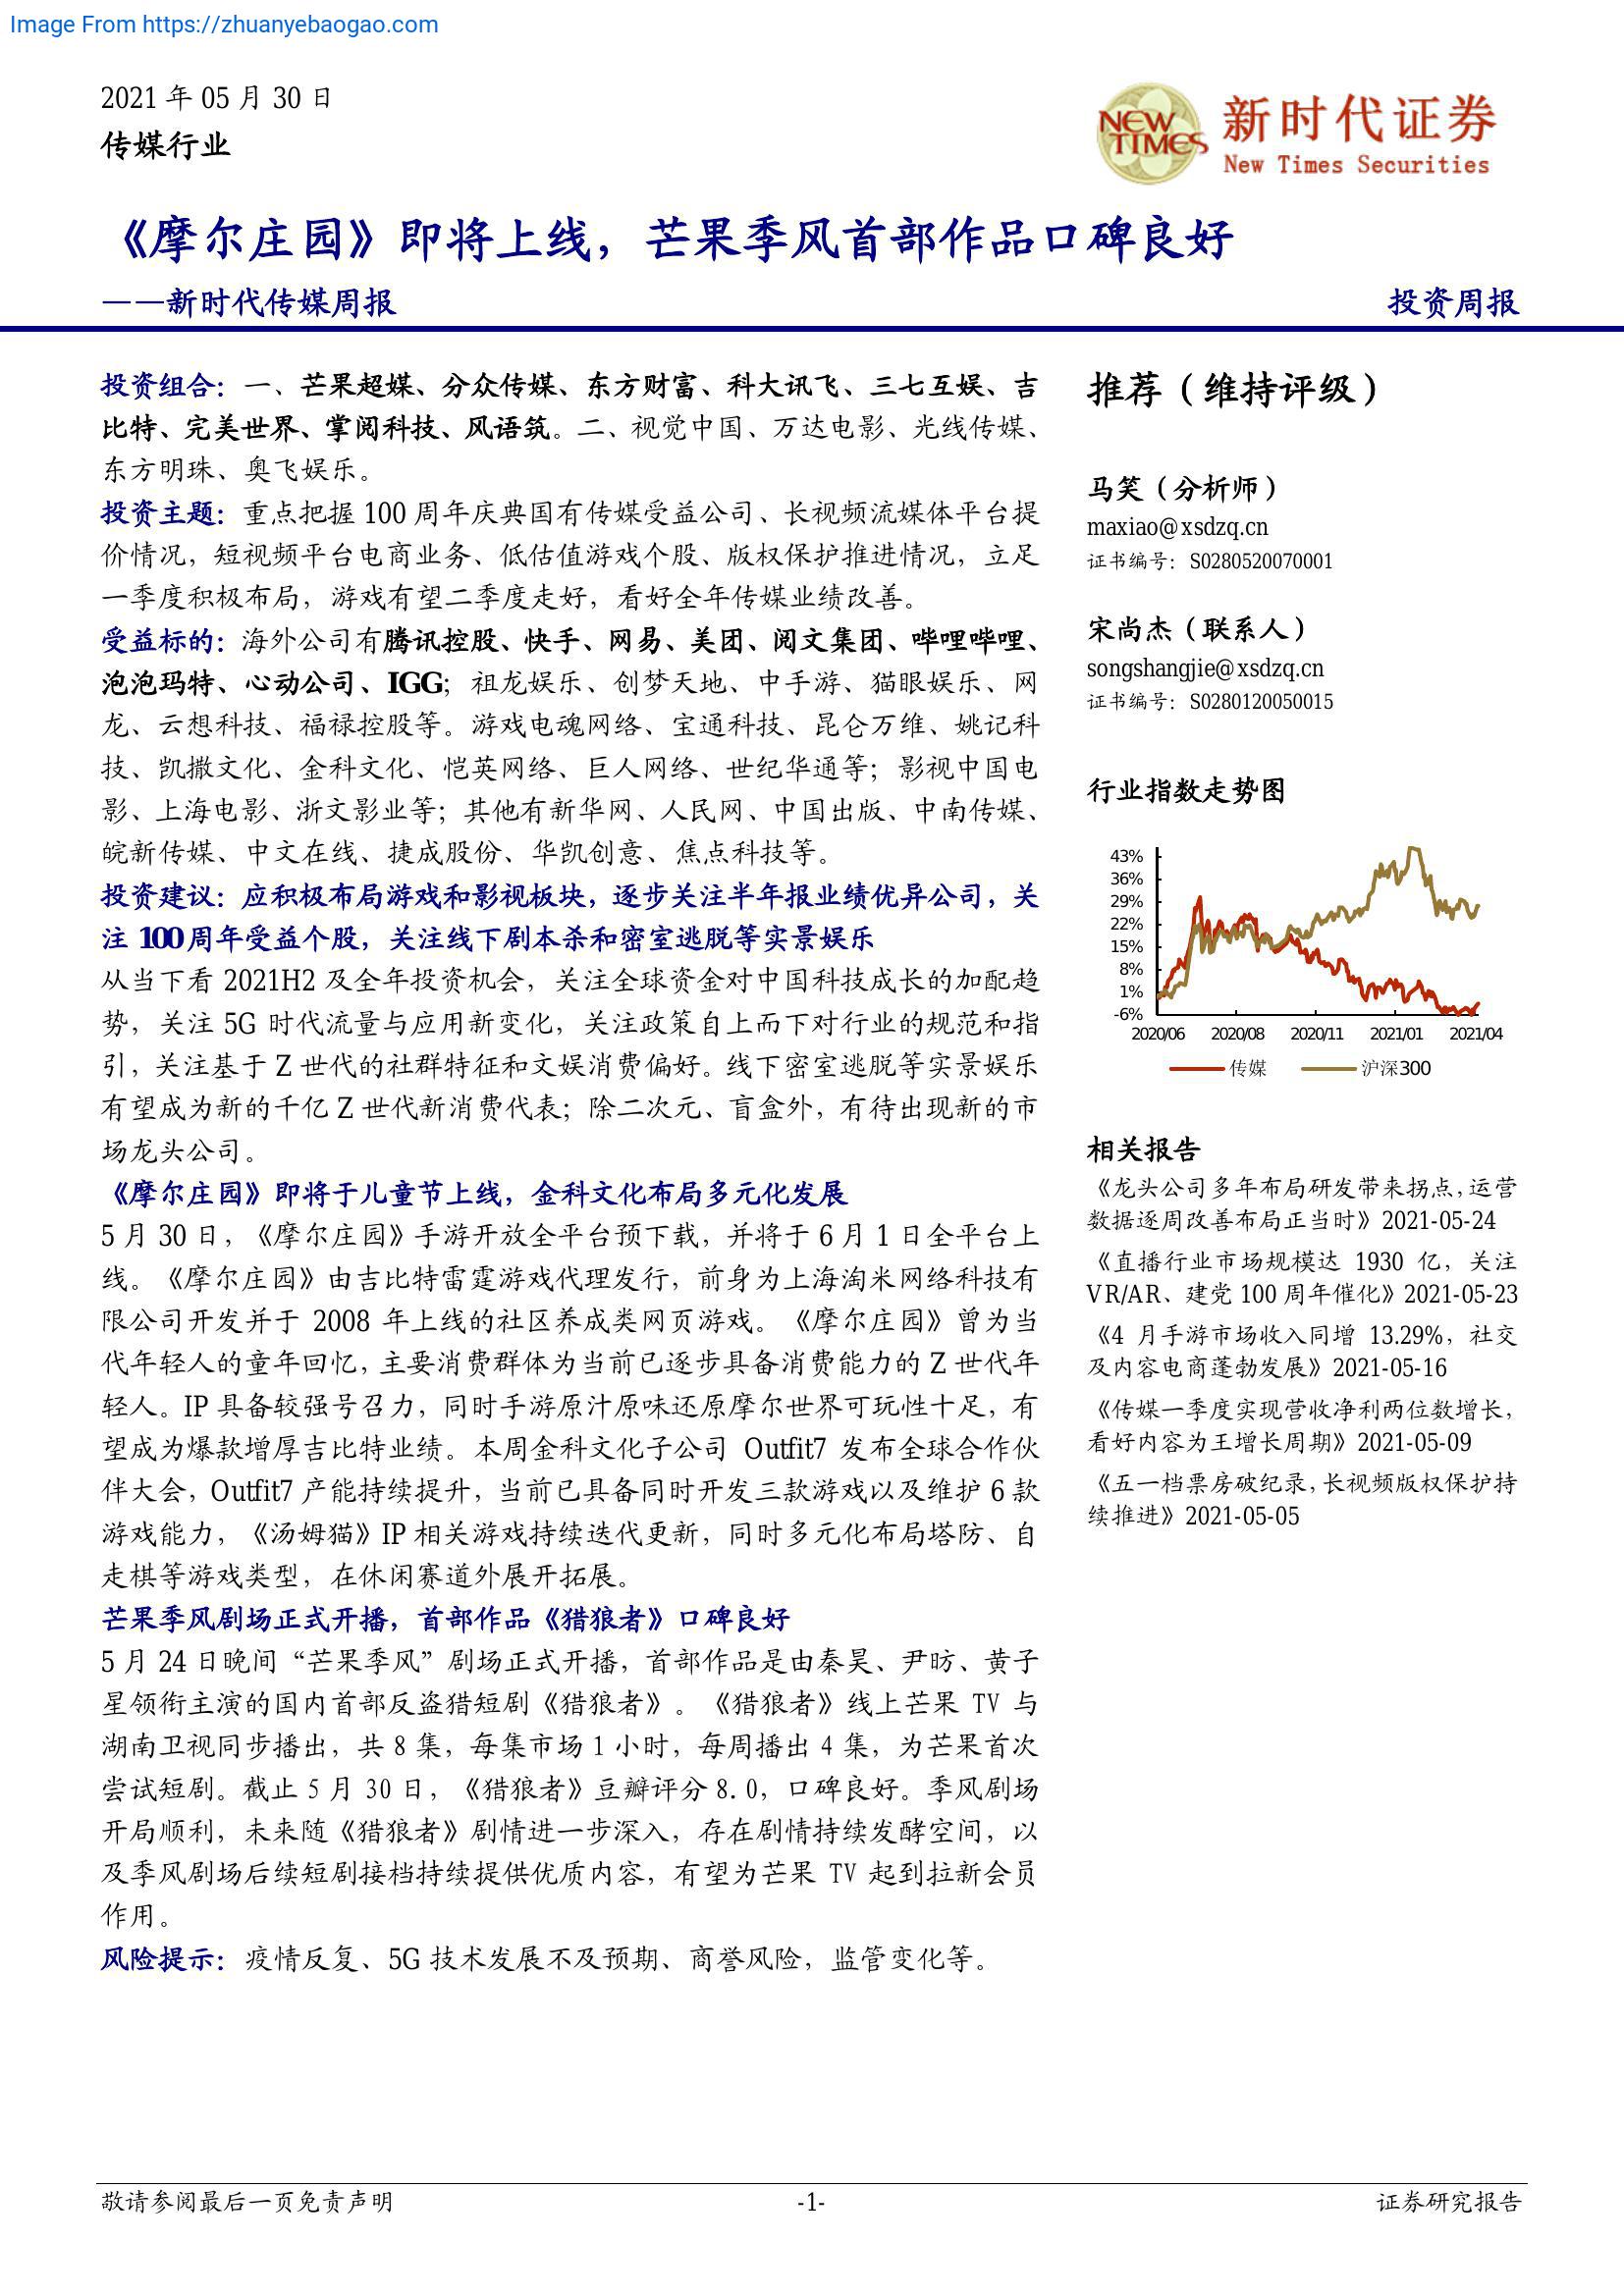 Image From https://zhuanyebaogao.com
2021 年 05 月 30 日
传媒行业
NEW TIMES
新时代证券
New Times Securities
《摩尔庄园》即将上线，芒果季风首部作品口碑良好
——新时代传媒周报
投资周报
投资组合：一、芒果超媒、分众传媒、东方财富、科大讯飞、三七互娱、吉
比特、完美世界、掌阅科技、风语筑。二、视觉中国、万达电影、光线传媒、
东方明珠、奥飞娱乐。
投资主题：重点把握 100 周年庆典国有传媒受益公司、长视频流媒体平台提
价情况，短视频平台电商业务、低估值游戏个股、版权保护推进情况，立足
一季度积极布局，游戏有望二季度走好，看好全年传媒业绩改善。
受益标的：海外公司有腾讯控股、快手、网易、美团、阅文集团、哔哩哔哩、
泡泡玛特、心动公司、IGG；祖龙娱乐、创梦天地、中手游、猫眼娱乐、网
龙、云想科技、福禄控股等。游戏电魂网络、宝通科技、昆仑万维、姚记科
技、凯撒文化、金科文化、恺英网络、巨人网络、世纪华通等；影视中国电
影、上海电影、浙文影业等；其他有新华网、人民网、中国出版、中南传媒、
皖新传媒、中文在线、捷成股份、华凯创意、焦点科技等。
投资建议：应积极布局游戏和影视板块，逐步关注半年报业绩优异公司，关
注 100 周年受益个股，关注线下剧本杀和密室逃脱等实景娱乐
从当下看 2021H2 及全年投资机会，关注全球资金对中国科技成长的加配趋
势，关注 5G 时代流量与应用新变化，关注政策自上而下对行业的规范和指
引，关注基于 Z 世代的社群特征和文娱消费偏好。线下密室逃脱等实景娱乐
有望成为新的千亿 Z 世代新消费代表；除二次元、盲盒外，有待出现新的市
场龙头公司。
《摩尔庄园》即将于儿童节上线，金科文化布局多元化发展
5 月 30 日，《摩尔庄园》手游开放全平台预下载，并将于 6 月 1 日全平台上
线。《摩尔庄园》由吉比特雷霆游戏代理发行，前身为上海淘米网络科技有
限公司开发并于 2008 年上线的社区养成类网页游戏。《摩尔庄园》曾为当
代年轻人的童年回忆，主要消费群体为当前已逐步具备消费能力的 Z 世代年
轻人。IP 具备较强号召力，同时手游原汁原味还原摩尔世界可玩性十足，有
望成为爆款增厚吉比特业绩。本周金科文化子公司 Outfit7 发布全球合作伙
伴大会，Outfit7 产能持续提升，当前已具备同时开发三款游戏以及维护 6 款
游戏能力，《汤姆猫》IP 相关游戏持续迭代更新，同时多元化布局塔防、自
走棋等游戏类型，在休闲赛道外展开拓展。
芒果季风剧场正式开播，首部作品《猎狼者》口碑良好
5 月 24 日晚间“芒果季风”剧场正式开播，首部作品是由秦昊、尹昉、黄子
星领衔主演的国内首部反盗猎短剧《猎狼者》。《猎狼者》线上芒果 TV 与
湖南卫视同步播出，共 8 集，每集市场 1 小时，每周播出 4 集，为芒果首次
尝试短剧。截止 5 月 30 日，《猎狼者》豆瓣评分 8.0，口碑良好。季风剧场
开局顺利，未来随《猎狼者》剧情进一步深入，存在剧情持续发酵空间，以
及季风剧场后续短剧接档持续提供优质内容，有望为芒果 TV 起到拉新会员
作用。
风险提示：疫情反复、5G 技术发展不及预期、商誉风险，监管变化等。
推荐（维持评级）
马笑（分析师）
maxiao@xsdzq.cn
证书编号：S0280520070001
宋尚杰（联系人）
songshangjie@xsdzq.cn
证书编号：S0280120050015
行业指数走势图
43%
36%
29%
22%
15%
8%
1%
-6%
2020/06 2020/08 2020/11 2021/01 2021/04
传媒 沪深300
相关报告
《龙头公司多年布局研发带来拐点，运营
数据逐周改善布局正当时》2021-05-24
《直播行业市场规模达 1930 亿，关注
VR/AR、建党 100 周年催化》2021-05-23
《4 月手游市场收入同增 13.29%，社交
及内容电商蓬勃发展》2021-05-16
《传媒一季度实现营收净利两位数增长，
看好内容为王增长周期》2021-05-09
《五一档票房破纪录，长视频版权保护持
续推进》2021-05-05
敬请参阅最后一页免责声明
-1-
证券研究报告